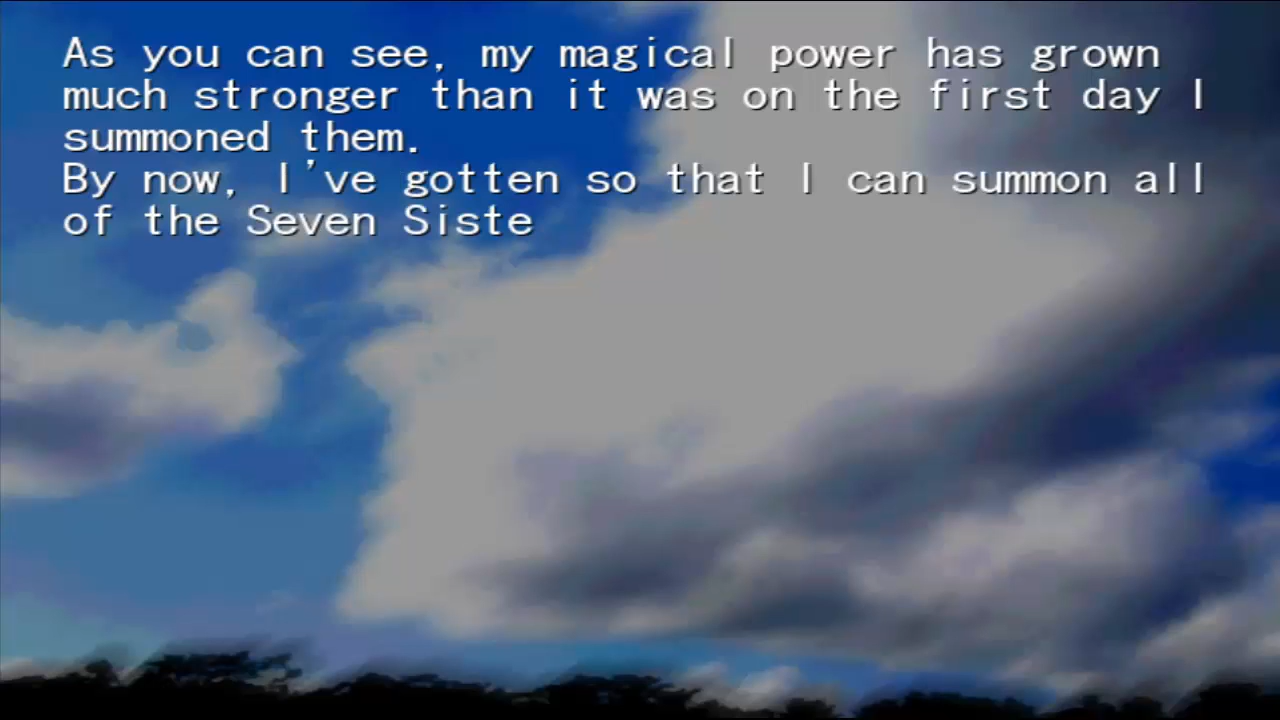 As you can see, my magical power has grown
much stronger than it was on the first day I
summoned them.
By now, I've gotten so that I can summon all
of the Seven Siste